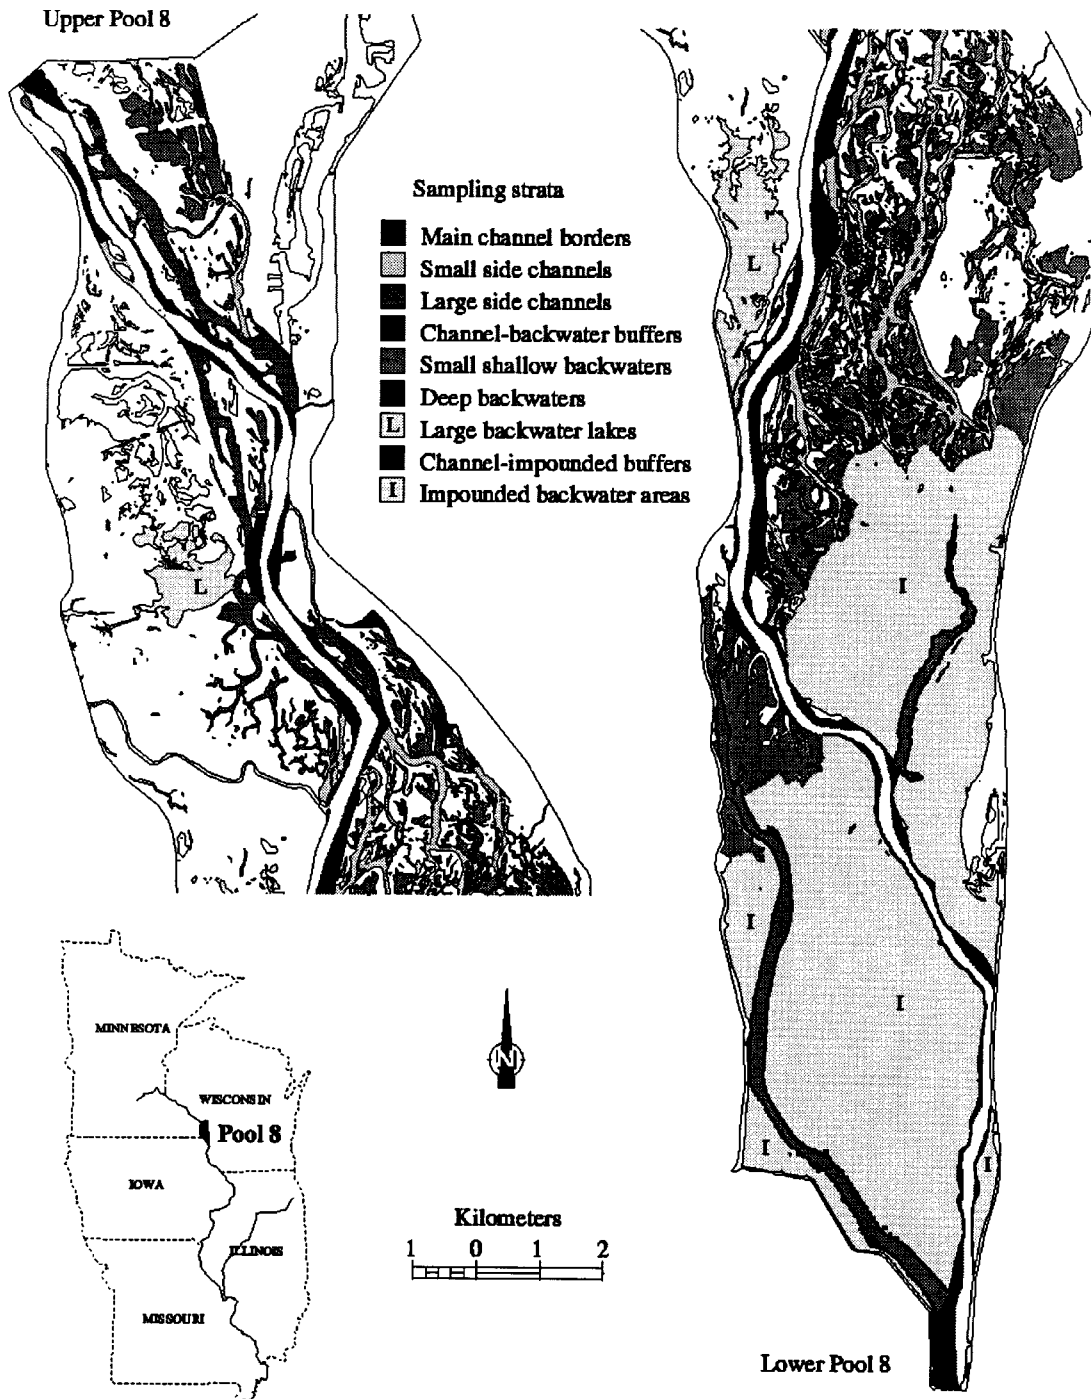 Upper Pool 8
Sampling strata
Main channel borders
Small side channels
Large side channels
Channel-backwater buffers
Small shallow backwaters
Deep backwaters
L Large backwater lakes
Channel-impounded buffers
I Impounded backwater areas
L
L
I
I
I
I
I
N
MINNESOTA
WISCONSIN
Pool 8
IOWA
ILLINOIS
MISSOURI
Kilometers
1 0 1 2
Lower Pool 8